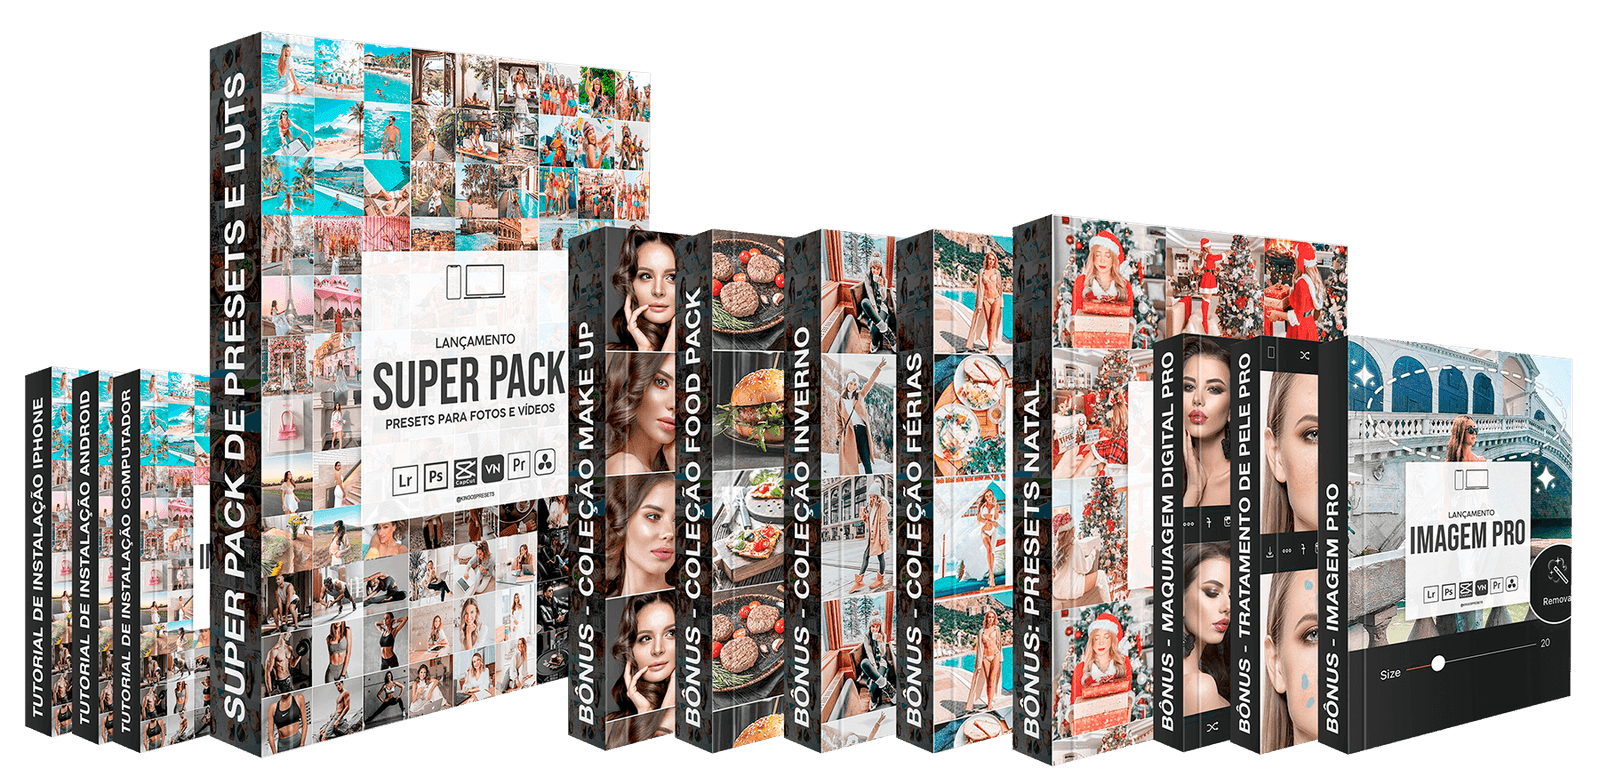 TUTORIAL DE INSTALAÇÃO IPHONE
TUTORIAL DE INSTALAÇÃO ANDROID
TUTORIAL DE INSTALAÇÃO COMPUTADOR
SUPER PACK DE PRESETS E LUTS
LANÇAMENTO
SUPER PACK
PRESETS PARA FOTOS E VÍDEOS
Lr Ps CapCut VN Pr
@KINGOSPRESETS
BÔNUS - COLEÇÃO MAKE UP
BÔNUS - COLEÇÃO FOOD PACK
BÔNUS - COLEÇÃO INVERNO
BÔNUS - COLEÇÃO FÉRIAS
BÔNUS: PRESETS NATAL
BÔNUS - MAQUIAGEM DIGITAL PRO
BÔNUS - TRATAMENTO DE PELE PRO
BÔNUS - IMAGEM PRO
LANÇAMENTO
IMAGEM PRO
Lr Ps VN Pr
Remova
Size
20